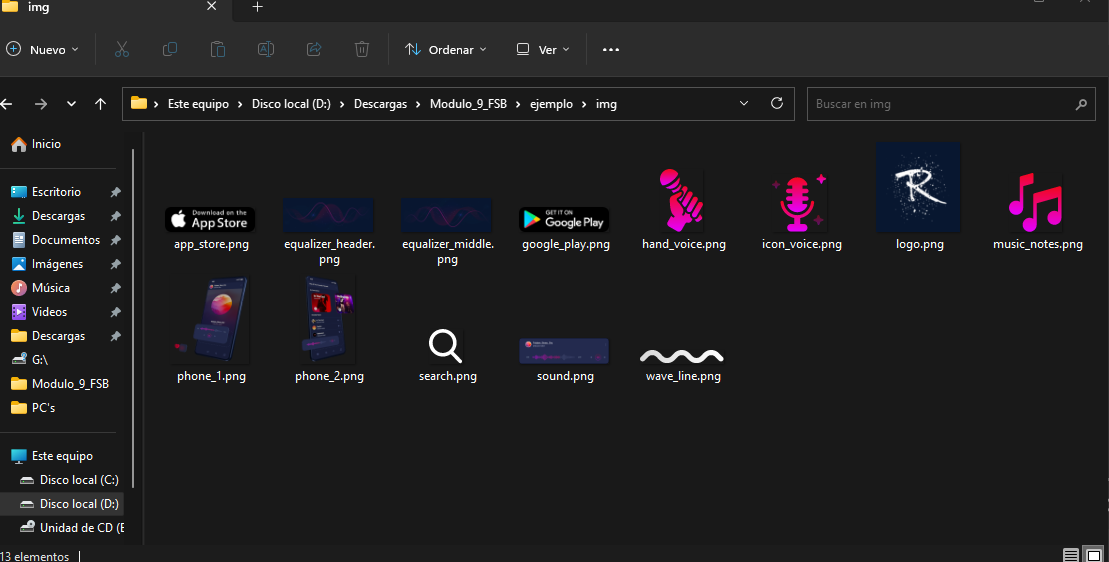 img
Nuevo
Ordenar
Ver
Este equipo > Disco local (D:) > Descargas > Modulo_9_FSB > ejemplo > img
Buscar en img
Inicio
Escritorio
Descargas
Documentos
Imágenes
Música
Videos
Descargas
G:\
Modulo_9_FSB
PC's
Este equipo
Disco local (C:)
Disco local (D:)
Unidad de CD (E
Download on the
App Store
app_store.png
equalizer_header.
png
equalizer_middle.
png
GET IT ON
Google Play
google_play.png
hand_voice.png
icon_voice.png
logo.png
music_notes.png
phone_1.png
phone_2.png
search.png
sound.png
wave_line.png
13 elementos